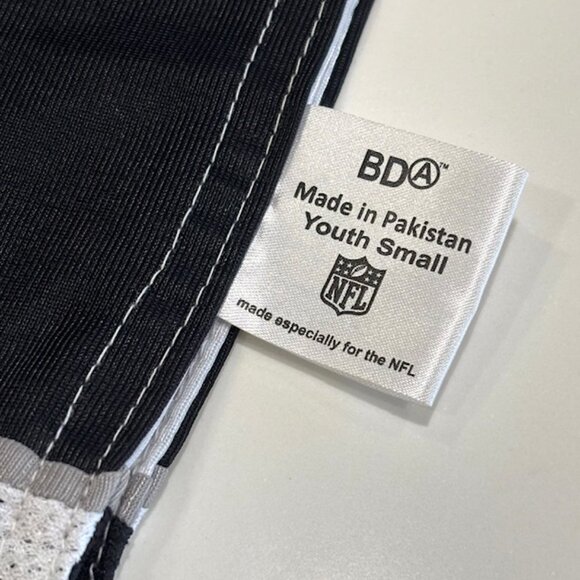 BDA™
Made in Pakistan
Youth Small
NFL
made especially for the NFL